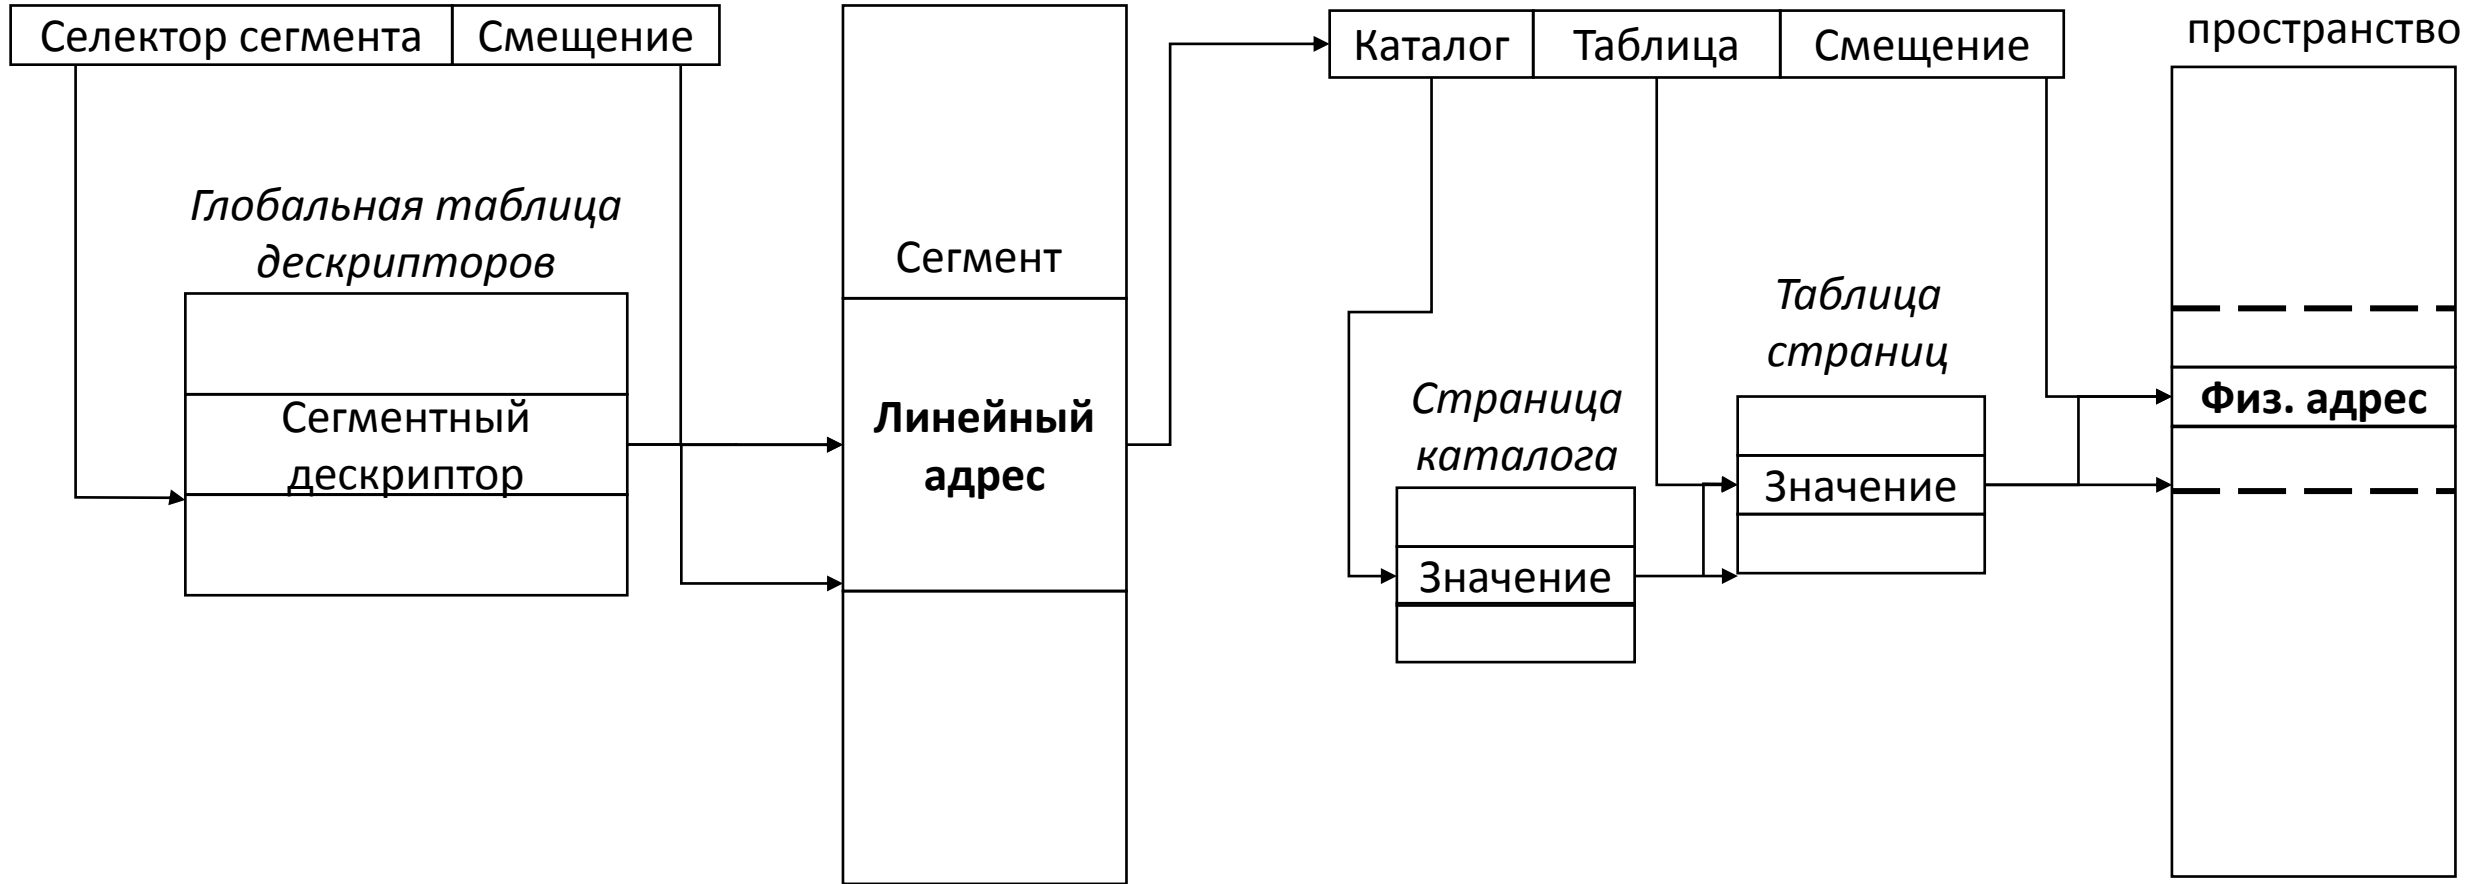 Селектор сегмента
Смещение
Глобальная таблица
дескрипторов
Сегментный
дескриптор
Сегмент
Линейный
адрес
Каталог
Таблица
Смещение
Страница
каталога
Значение
Таблица
страниц
Значение
пространство
Физ. адрес